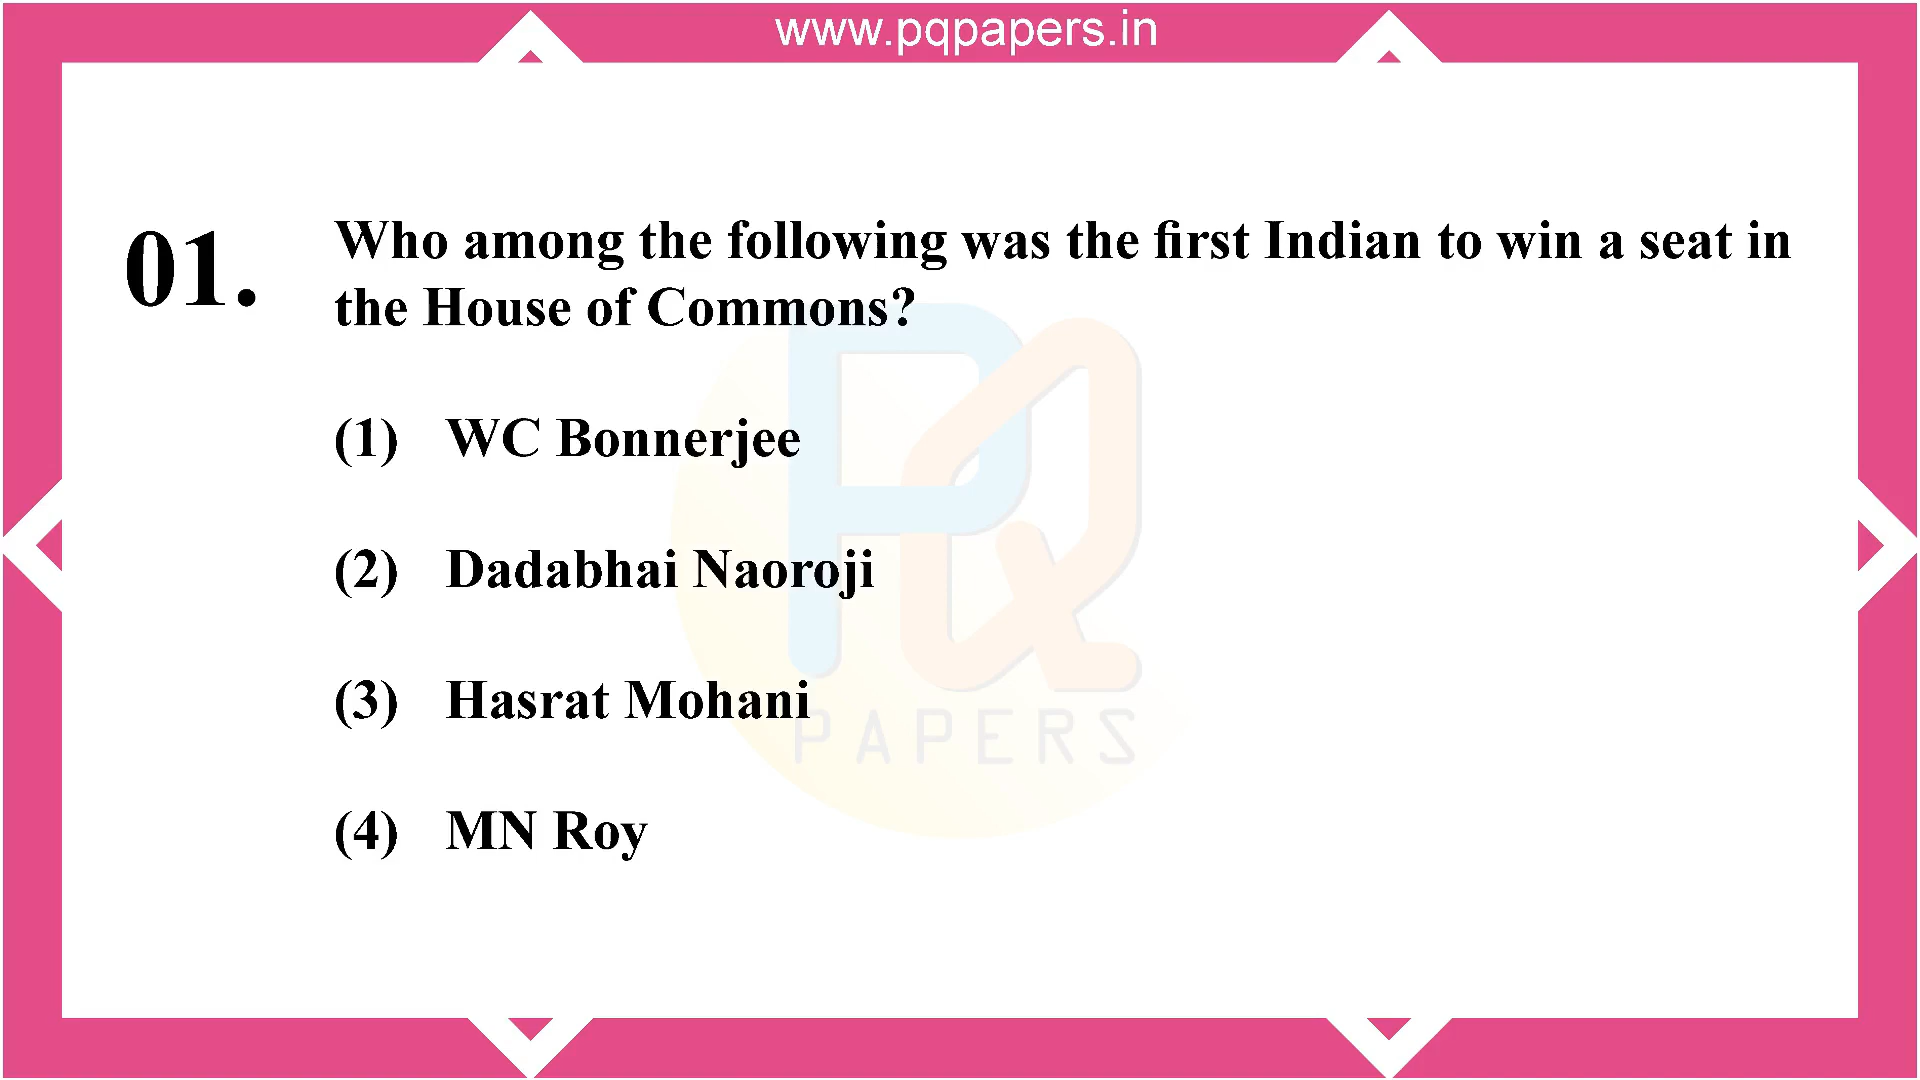 www.pqpapers.in
01.
Who among the following was the first Indian to win a seat in
the House of Commons?
(1) WC Bonnerjee
(2) Dadabhai Naoroji
(3) Hasrat Mohani
(4) MN Roy
PQ
PAPERS